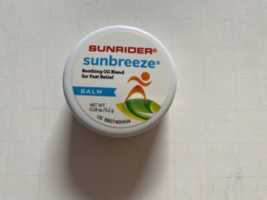 SUNRIDER®
sunbreeze®
Soothing Oil Blend
for Fast Relief
BALM
NET WT.
0.18 oz./5.2 g